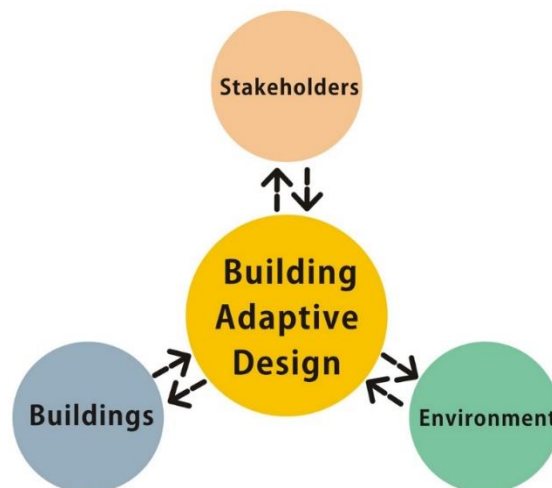 Stakeholders
Building
Adaptive
Design
Buildings
Environment